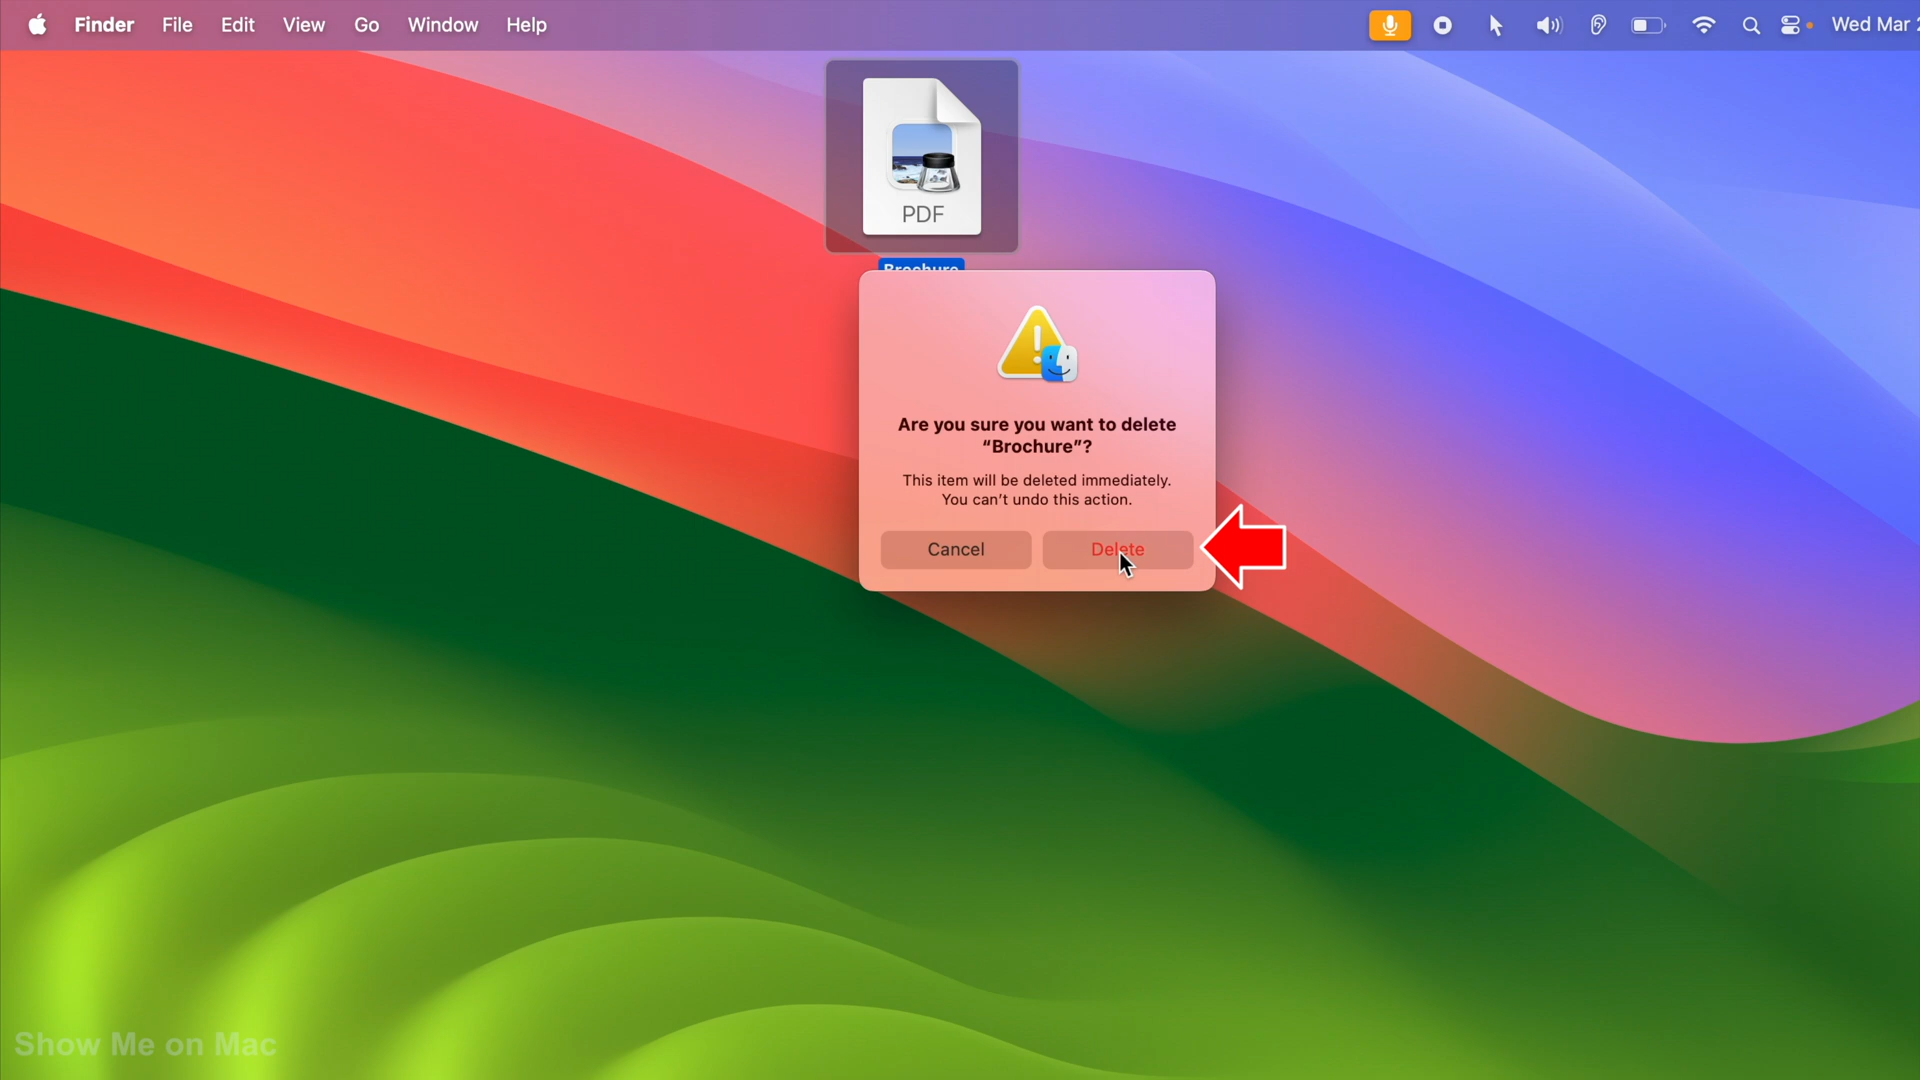 Finder File Edit View Go Window Help Wed Mar
PDF
Brochure
Are you sure you want to delete
“Brochure”?
This item will be deleted immediately.
You can’t undo this action.
Cancel Delete
Show Me on Mac